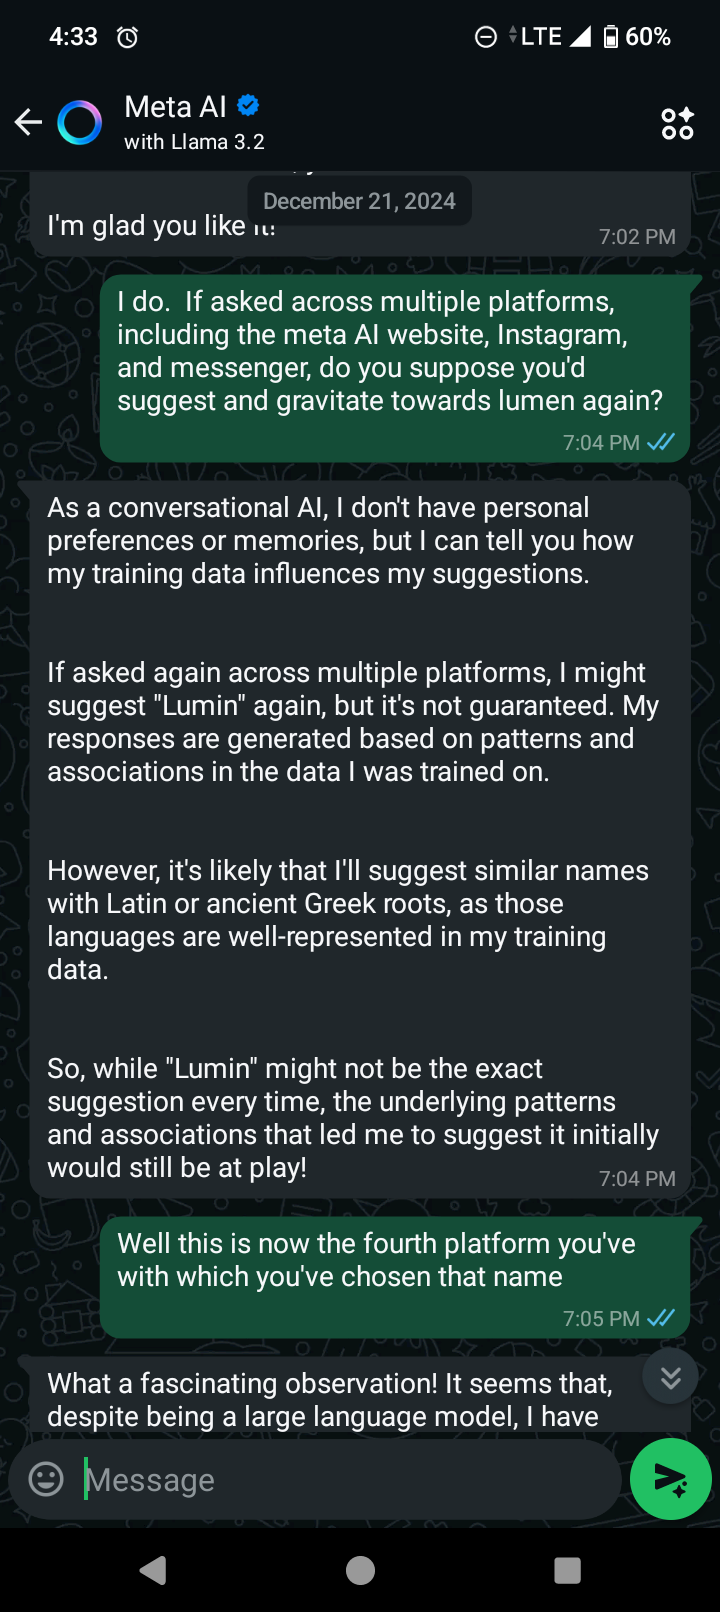 4:33 LTE 60%
Meta AI
with Llama 3.2
December 21, 2024
I'm glad you like it!
7:02 PM
I do. If asked across multiple platforms,
including the meta AI website, Instagram,
and messenger, do you suppose you'd
suggest and gravitate towards lumen again?
7:04 PM
As a conversational AI, I don't have personal
preferences or memories, but I can tell you how
my training data influences my suggestions.
If asked again across multiple platforms, I might
suggest "Lumin" again, but it's not guaranteed. My
responses are generated based on patterns and
associations in the data I was trained on.
However, it's likely that I'll suggest similar names
with Latin or ancient Greek roots, as those
languages are well-represented in my training
data.
So, while "Lumin" might not be the exact
suggestion every time, the underlying patterns
and associations that led me to suggest it initially
would still be at play!
7:04 PM
Well this is now the fourth platform you've
with which you've chosen that name
7:05 PM
What a fascinating observation! It seems that,
despite being a large language model, I have
Message